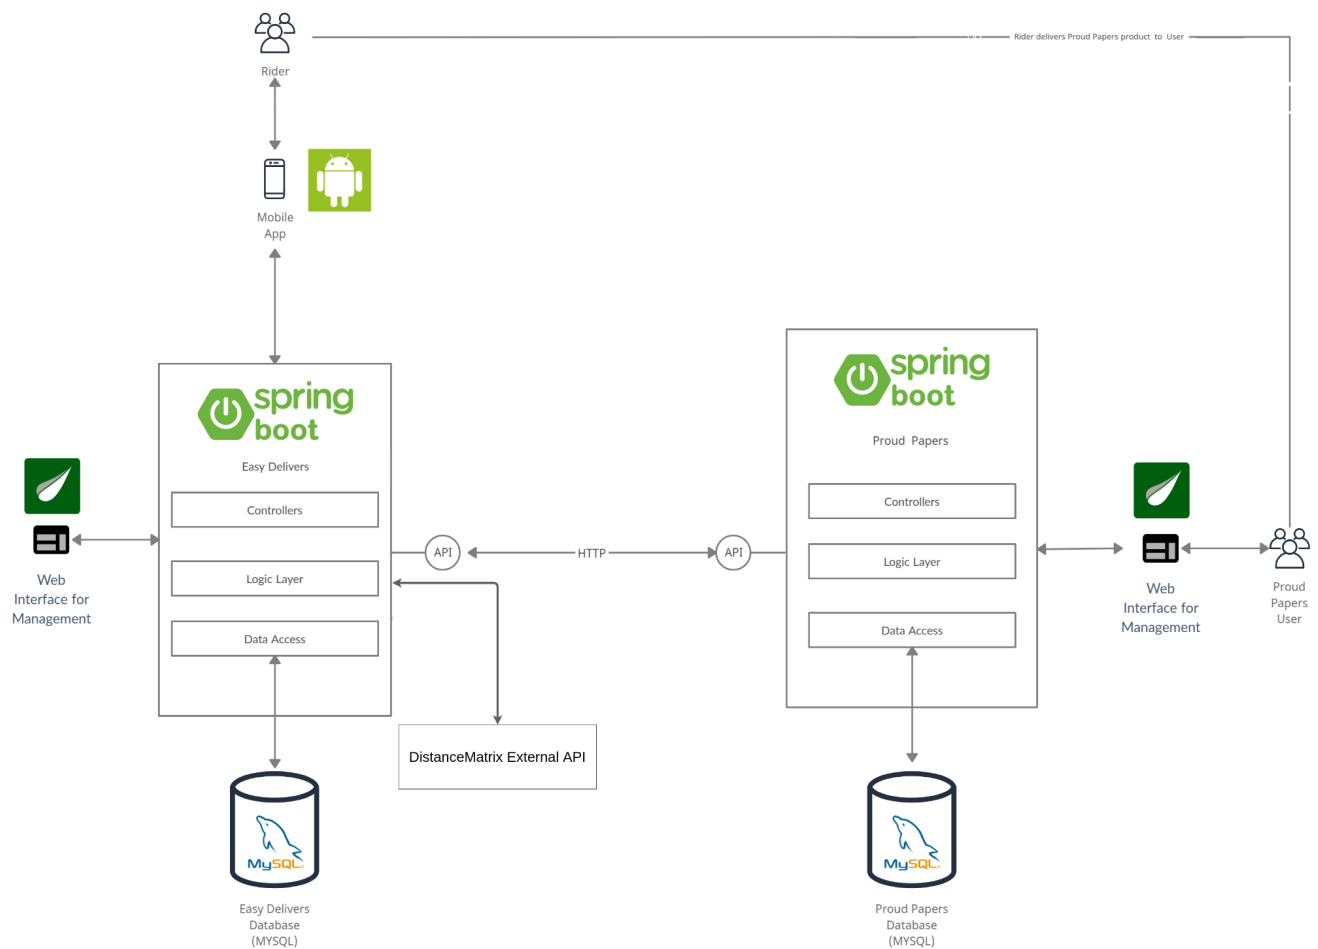 Rider delivers Proud Papers product to User
Rider
Mobile
App
spring
boot
Easy Delivers
Controllers
Logic Layer
Data Access
Web
Interface for
Management
API
HTTP
API
spring
boot
Proud Papers
Controllers
Logic Layer
Data Access
Web
Interface for
Management
Proud
Papers
User
DistanceMatrix External API
MySQL
Easy Delivers
Database
(MYSQL)
MySQL
Proud Papers
Database
(MYSQL)